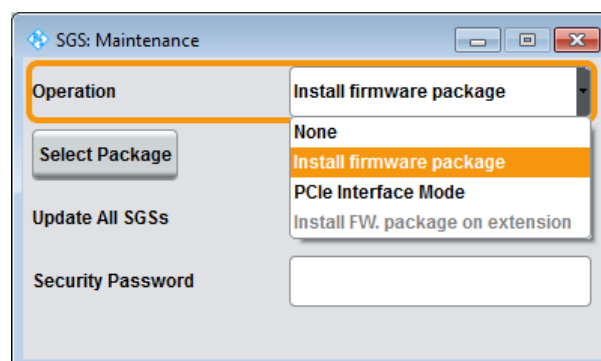 SGS: Maintenance
Operation
Install firmware package
None
Select Package
Install firmware package
PCIe Interface Mode
Update All SGSs
Install FW. package on extension
Security Password